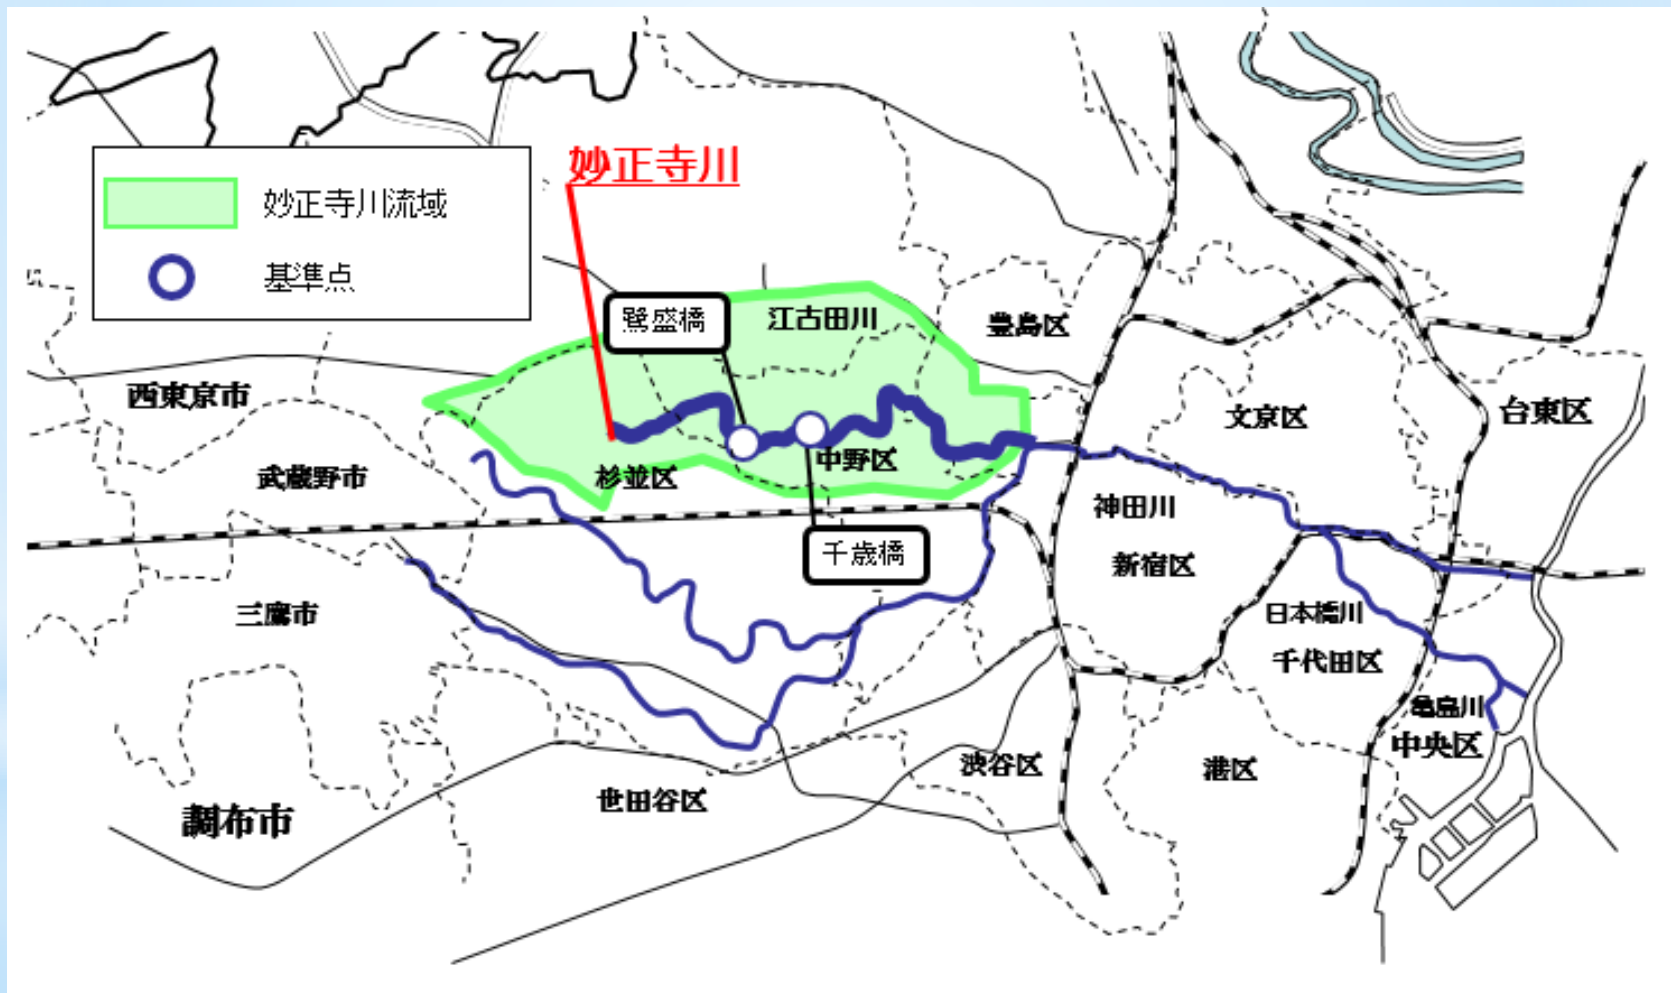 妙正寺川
妙正寺川流域
基準点
鷺盛橋
江古田川
豊島区
西東京市
文京区
台東区
武蔵野市
杉並区
中野区
神田川
千歳橋
新宿区
三鷹市
日本橋川
千代田区
亀島川
中央区
渋谷区
港区
世田谷区
調布市